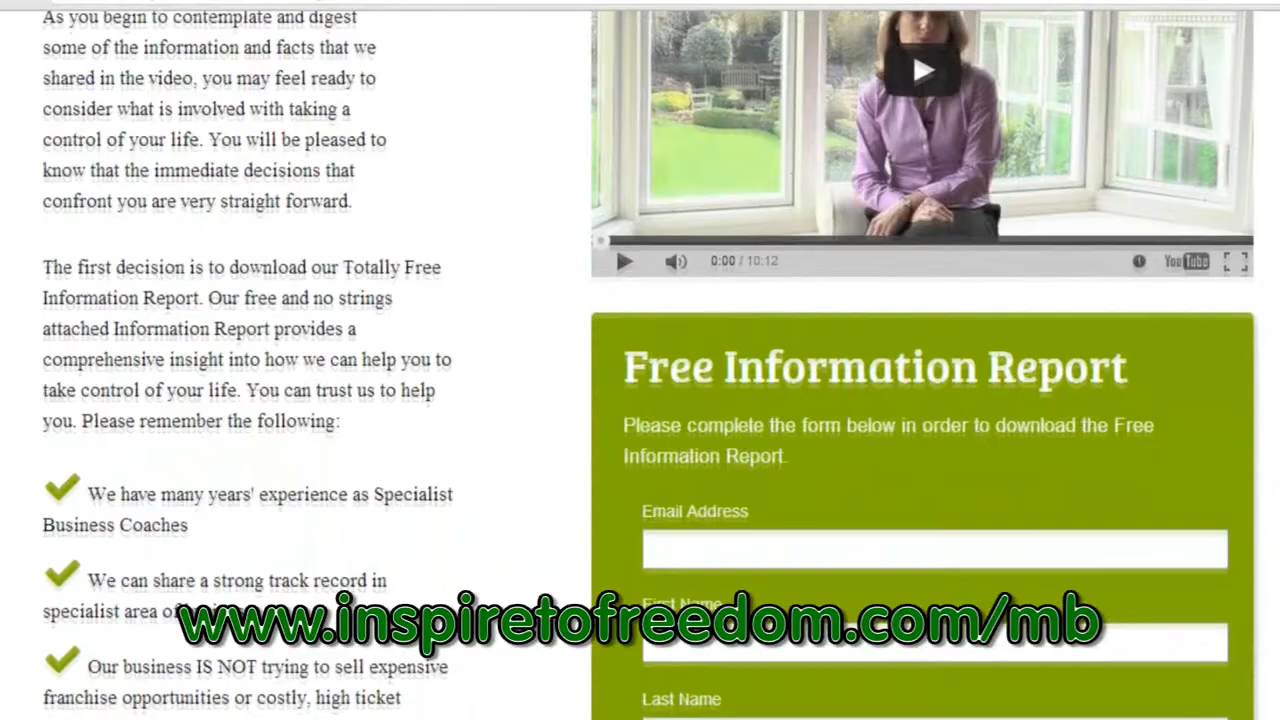 As you begin to contemplate and digest
some of the information and facts that we
shared in the video, you may feel ready to
consider what is involved with taking a
control of your life. You will be pleased to
know that the immediate decisions that
confront you are very straight forward.
The first decision is to download our Totally Free
Information Report. Our free and no strings
attached Information Report provides a
comprehensive insight into how we can help you to
take control of your life. You can trust us to help
you. Please remember the following:
We have many years' experience as Specialist
Business Coaches
We can share a strong track record in
specialist area of
Our business IS NOT trying to sell expensive
franchise opportunities or costly, high ticket
0:00 / 10:12
YouTube
Free Information Report
Please complete the form below in order to download the Free
Information Report.
Email Address
First Name
Last Name
www.inspiretofreedom.com/mb